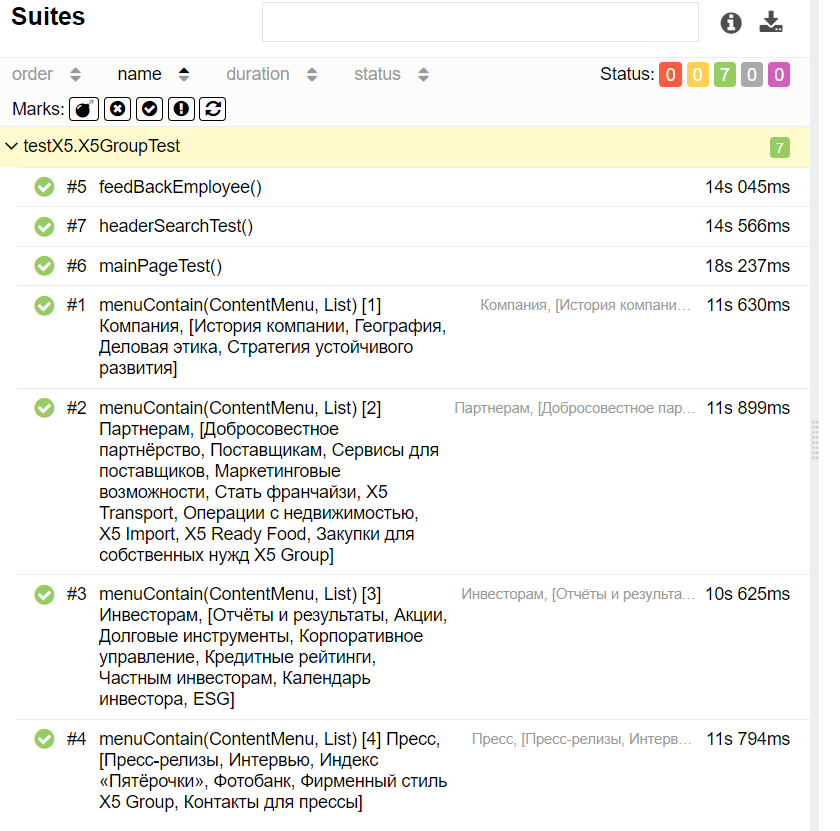 Suites
order name duration status Status: 0 0 7 0 0
Marks:
testX5.X5GroupTest 7
#5 feedBackEmployee() 14s 045ms
#7 headerSearchTest() 14s 566ms
#6 mainPageTest() 18s 237ms
#1 menuContain(ContentMenu, List) [1] Компания, [История компани… 11s 630ms
Компания, [История компании, География,
Деловая этика, Стратегия устойчивого
развития]
#2 menuContain(ContentMenu, List) [2] Партнерам, [Добросовестное пар… 11s 899ms
Партнерам, [Добросовестное
партнёрство, Поставщикам, Сервисы для
поставщиков, Маркетинговые
возможности, Стать франчайзи, X5
Transport, Операции с недвижимостью,
X5 Import, X5 Ready Food, Закупки для
собственных нужд X5 Group]
#3 menuContain(ContentMenu, List) [3] Инвесторам, [Отчёты и результа… 10s 625ms
Инвесторам, [Отчёты и результаты, Акции,
Долговые инструменты, Корпоративное
управление, Кредитные рейтинги,
Частным инвесторам, Календарь
инвестора, ESG]
#4 menuContain(ContentMenu, List) [4] Пресс, Пресс, [Пресс-релизы, Интерв… 11s 794ms
[Пресс-релизы, Интервью, Индекс
«Пятёрочки», Фотобанк, Фирменный стиль
X5 Group, Контакты для прессы]